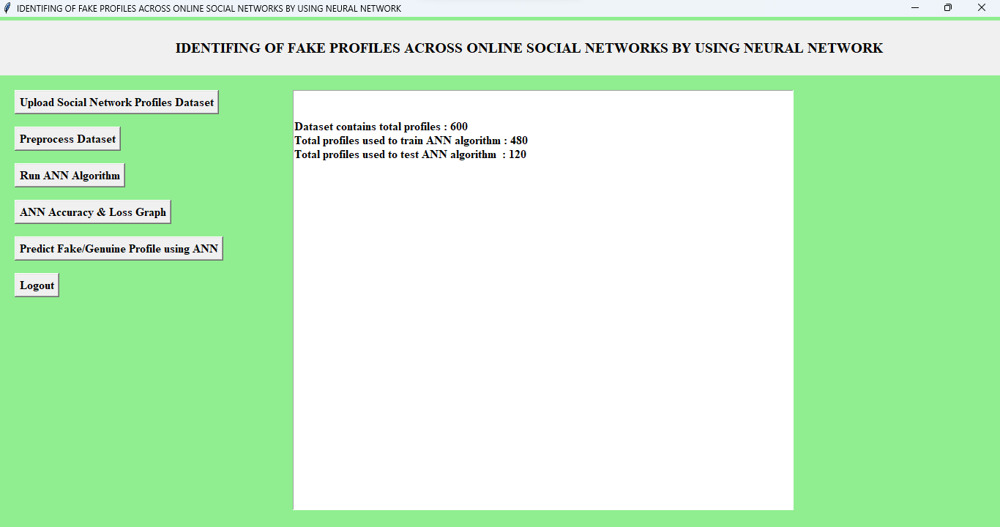 IDENTIFING OF FAKE PROFILES ACROSS ONLINE SOCIAL NETWORKS BY USING NEURAL NETWORK
IDENTIFING OF FAKE PROFILES ACROSS ONLINE SOCIAL NETWORKS BY USING NEURAL NETWORK
Upload Social Network Profiles Dataset
Preprocess Dataset
Run ANN Algorithm
ANN Accuracy & Loss Graph
Predict Fake/Genuine Profile using ANN
Logout
Dataset contains total profiles : 600
Total profiles used to train ANN algorithm : 480
Total profiles used to test ANN algorithm  : 120